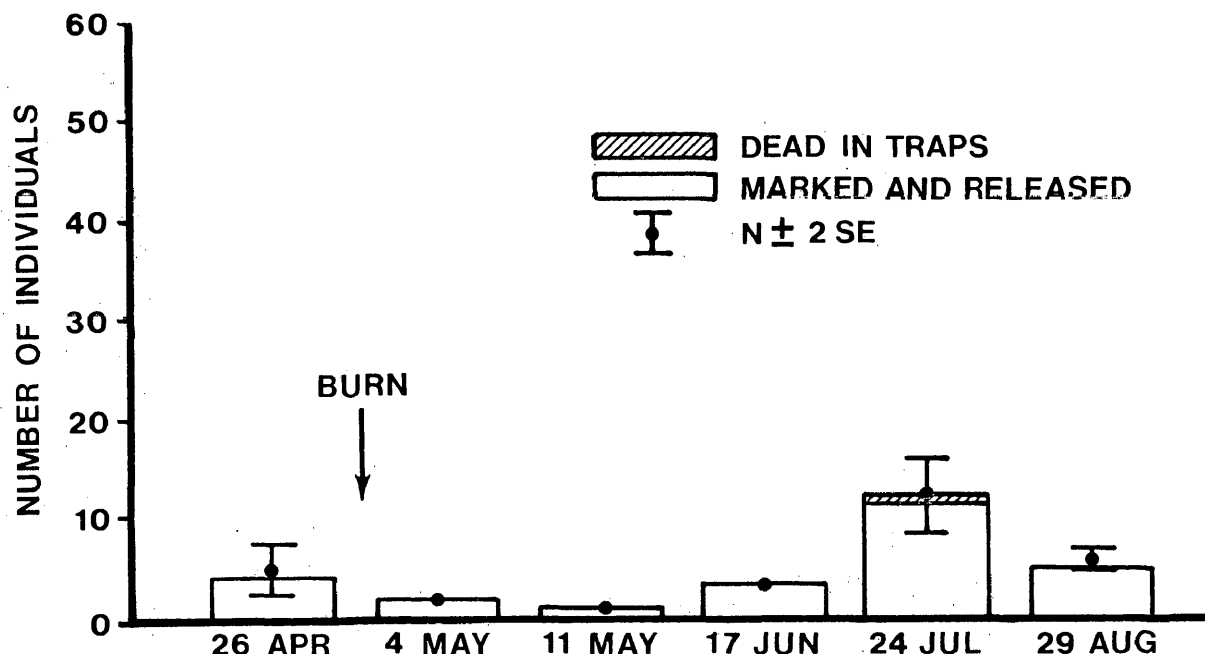 60
50
40
30
20
10
0
NUMBER OF INDIVIDUALS
DEAD IN TRAPS
MARKED AND RELEASED
N ± 2 SE
BURN
26 APR 4 MAY 11 MAY 17 JUN 24 JUL 29 AUG